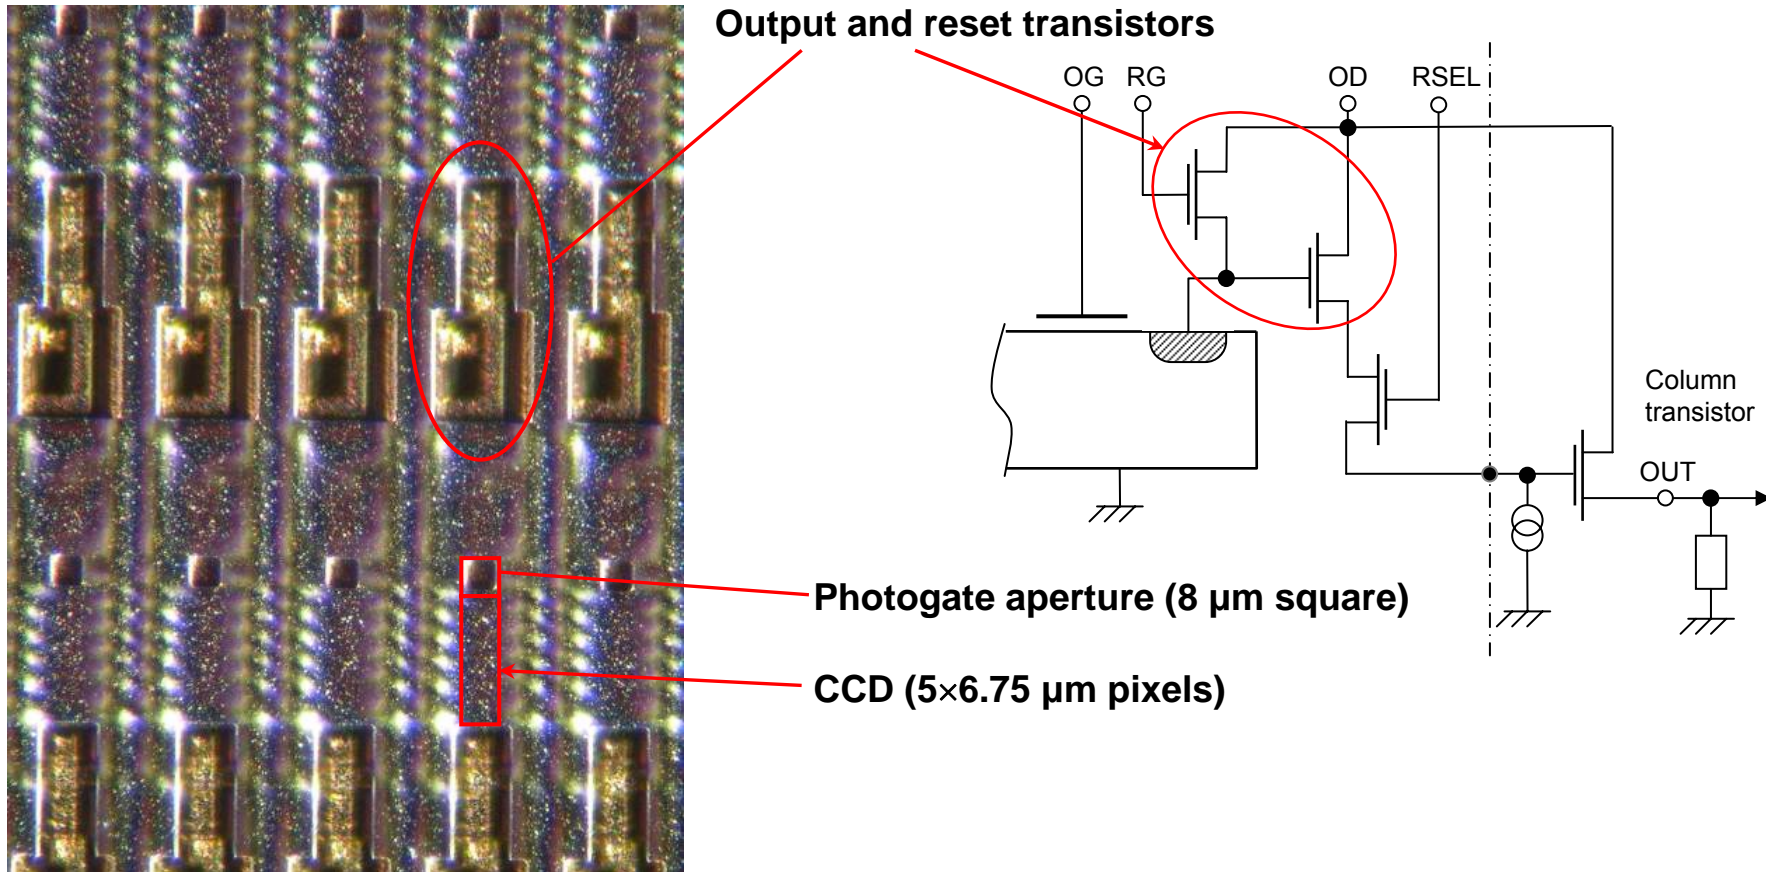 Output and reset transistors
OG RG OD RSEL
Column
transistor
OUT
Photogate aperture (8 µm square)
CCD (5×6.75 µm pixels)